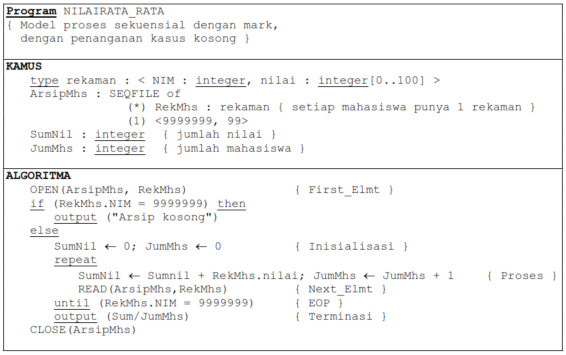 Program NILAIRATA_RATA
{ Model proses sekuensial dengan mark,
dengan penanganan kasus kosong }
KAMUS
type rekaman : < NIM : integer, nilai : integer[0..100] >
ArsipMhs : SEQFILE of
(*) RekMhs : rekaman { setiap mahasiswa punya 1 rekaman }
(1) <9999999, 99>
SumNil : integer { jumlah nilai }
JumMhs : integer { jumlah mahasiswa }
ALGORITMA
OPEN(ArsipMhs, RekMhs) { First_Elmt }
if (RekMhs.NIM = 9999999) then
output ("Arsip kosong")
else
SumNil ← 0; JumMhs ← 0 { Inisialisasi }
repeat
SumNil ← Sumnil + RekMhs.nilai; JumMhs ← JumMhs + 1 { Proses }
READ(ArsipMhs,RekMhs) { Next_Elmt }
until (RekMhs.NIM = 9999999) { EOP }
output (Sum/JumMhs) { Terminasi }
CLOSE(ArsipMhs)